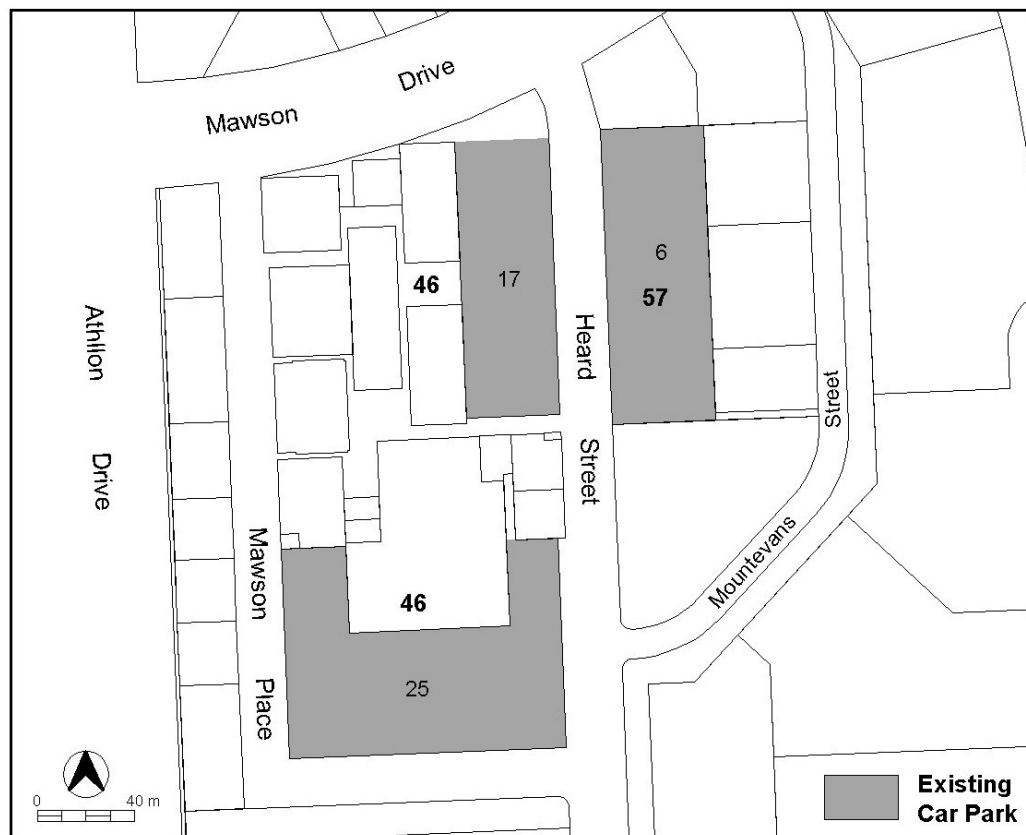 Mawson Drive
46
17
6
57
Athllon Drive
Heard Street
Street
Mountevans
Mawson Place
46
25
0 40 m
Existing
Car Park